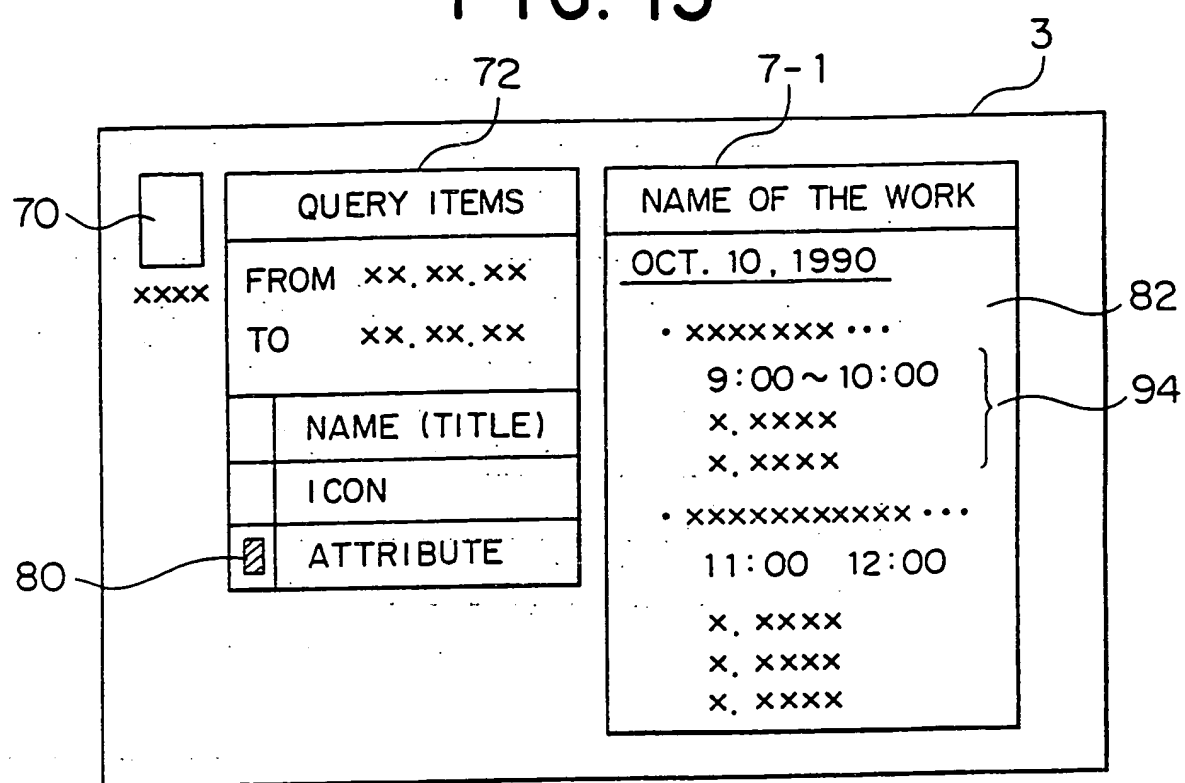 FIG. 15
3
72
7-1
70
QUERY ITEMS
NAME OF THE WORK
xxxx
FROM xx.xx.xx
TO xx.xx.xx
NAME (TITLE)
ICON
80
ATTRIBUTE
OCT. 10, 1990
82
• xxxxxxx •••
9:00~10:00
94
x. xxxx
x. xxxx
• xxxxxxxxxxx •••
11:00 12:00
x. xxxx
x. xxxx
x. xxxx